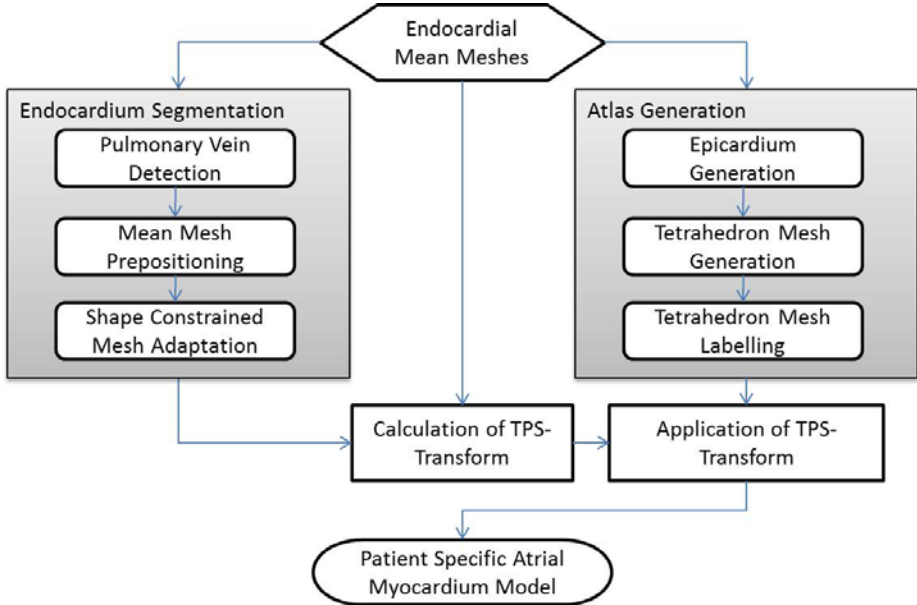 Endocardial
Mean Meshes
Endocardium Segmentation
Pulmonary Vein
Detection
Mean Mesh
Prepositioning
Shape Constrained
Mesh Adaptation
Atlas Generation
Epicardium
Generation
Tetrahedron Mesh
Generation
Tetrahedron Mesh
Labelling
Calculation of TPS-
Transform
Application of TPS-
Transform
Patient Specific Atrial
Myocardium Model